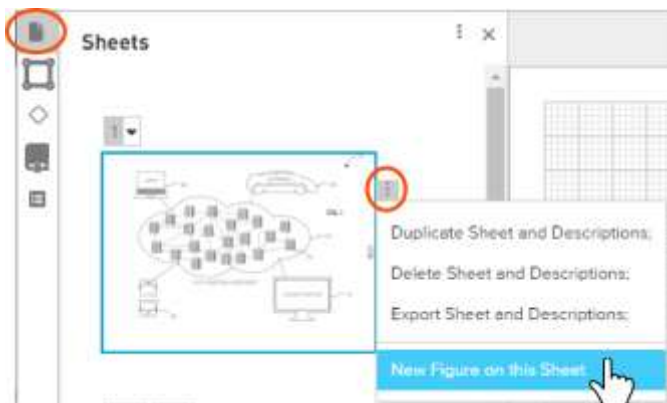 Sheets
1
Duplicate Sheet and Descriptions;
Delete Sheet and Descriptions;
Export Sheet and Descriptions;
New Figure on this Sheet